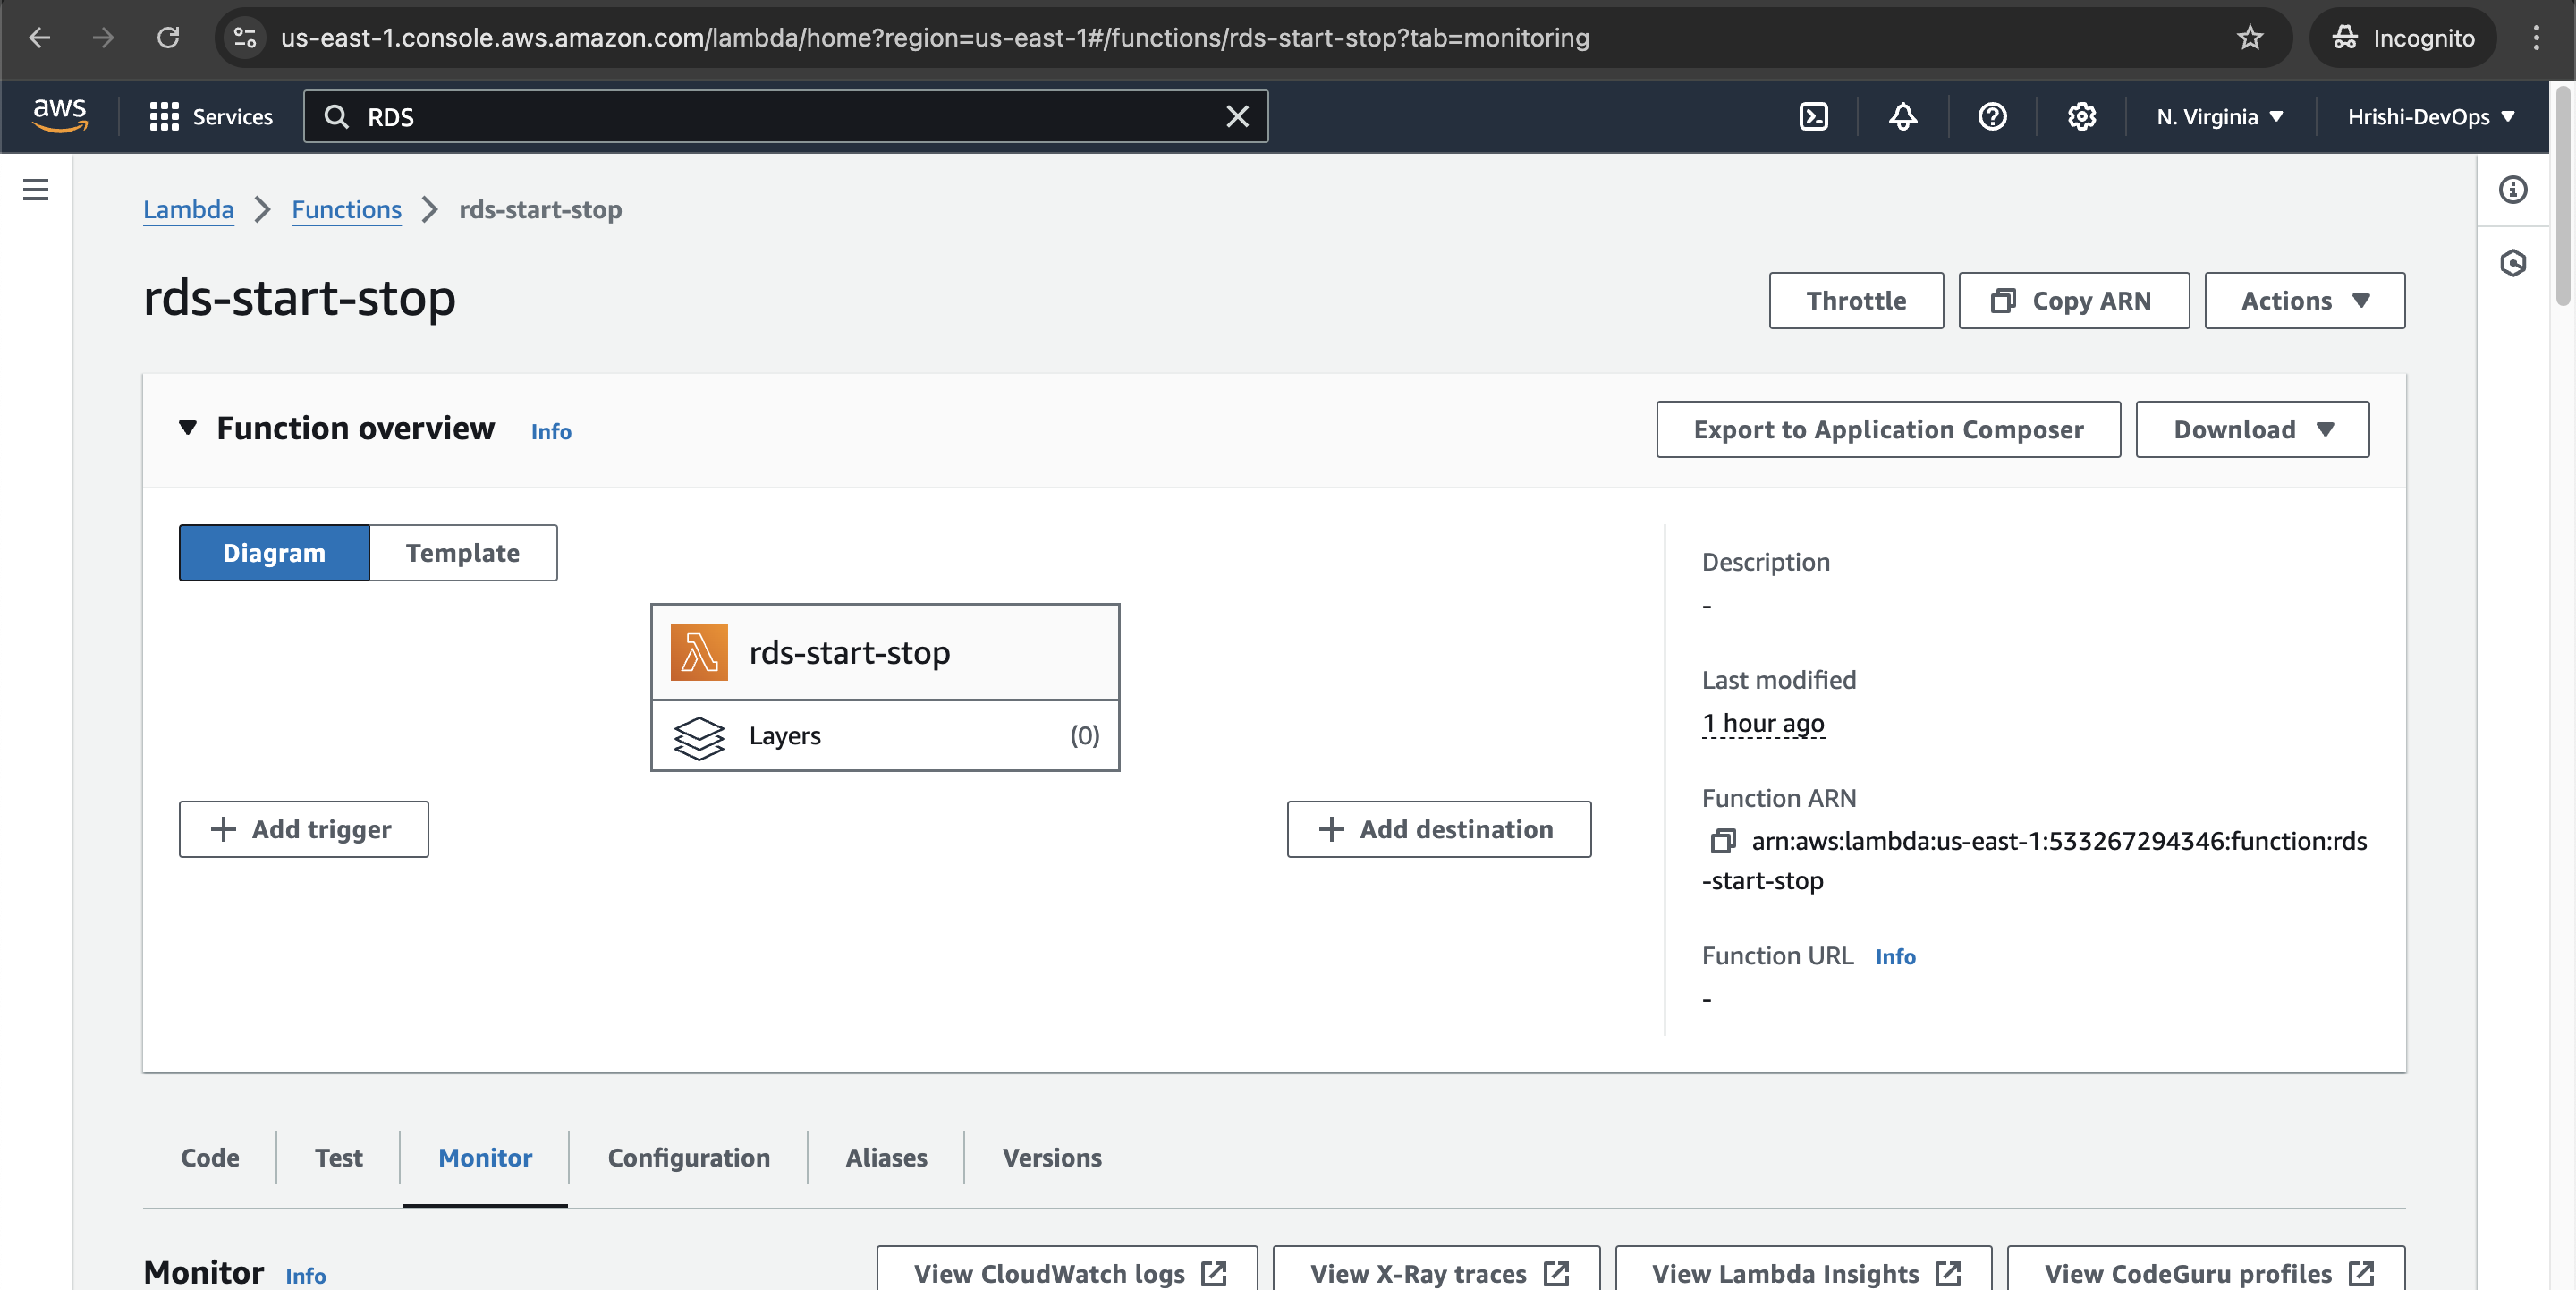 us-east-1.console.aws.amazon.com/lambda/home?region=us-east-1#/functions/rds-start-stop?tab=monitoring
Incognito
aws
Services
RDS
N. Virginia
Hrishi-DevOps
Lambda
Functions
rds-start-stop
rds-start-stop
Throttle
Copy ARN
Actions
Function overview
Info
Export to Application Composer
Download
Diagram
Template
rds-start-stop
Layers
(0)
Add trigger
Add destination
Description
-
Last modified
1 hour ago
Function ARN
arn:aws:lambda:us-east-1:533267294346:function:rds
-start-stop
Function URL
Info
-
Code
Test
Monitor
Configuration
Aliases
Versions
Monitor
Info
View CloudWatch logs
View X-Ray traces
View Lambda Insights
View CodeGuru profiles